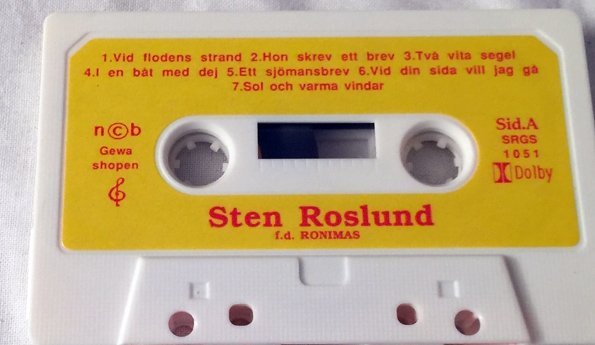 1.Vid flodens strand 2.Hon skrev ett brev 3.Två vita segel
4.I en båt med dej 5.Ett sjömansbrev 6.Vid din sida vill jag gå
7.Sol och varma vindar
n©b
Gewa
shopen
Sid.A
SRGS
1051
Dolby
Sten Roslund
f.d. RONIMAS